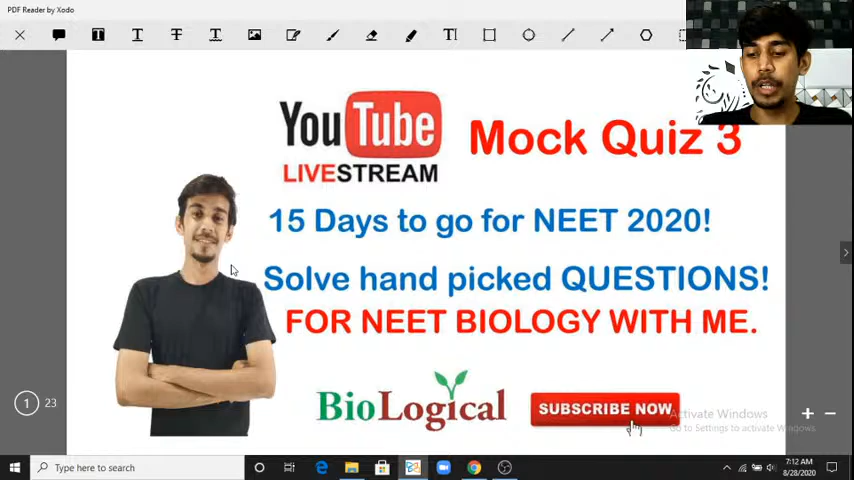 PDF Reader by Xodo
YouTube
Mock Quiz 3
LIVESTREAM
15 Days to go for NEET 2020!
Solve hand picked QUESTIONS!
FOR NEET BIOLOGY WITH ME.
BioLogical
SUBSCRIBE NOW
Activate Windows
Go to Settings to activate Windows.
1 23
Type here to search
7:12 AM
8/28/2020